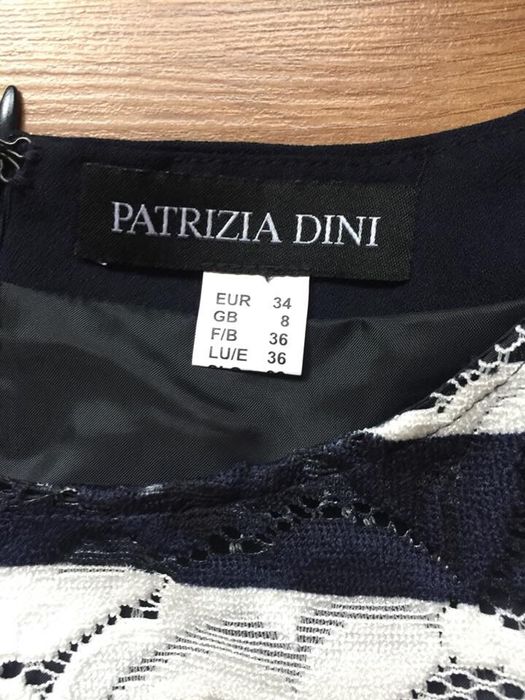 PATRIZIA DINI
EUR 34
GB 8
F/B 36
LU/E 36